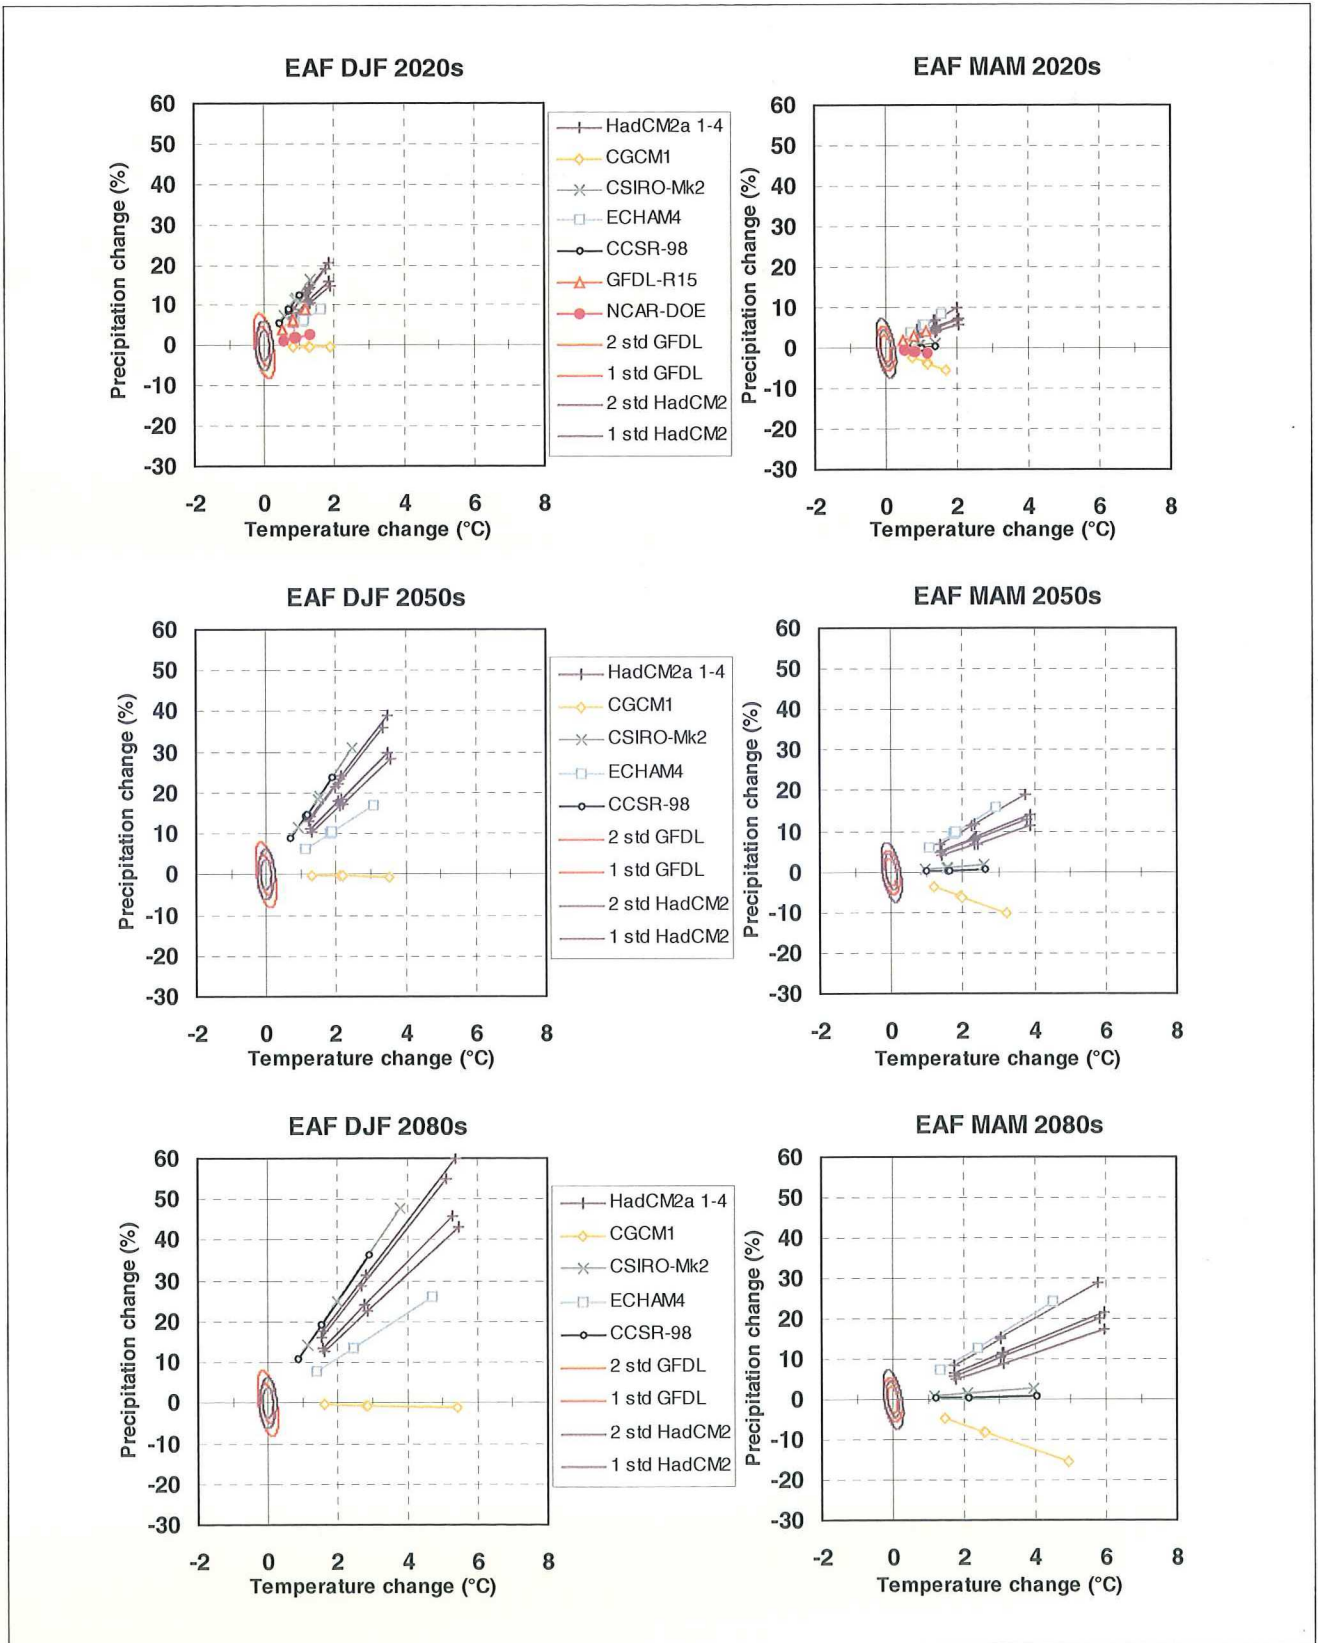 EAF DJF 2020s
60
50
40
30
20
10
0
-10
-20
-30
Precipitation change (%)
-2 0 2 4 6 8
Temperature change (°C)
HadCM2a 1-4
CGCM1
CSIRO-Mk2
ECHAM4
CCSR-98
GFDL-R15
NCAR-DOE
2 std GFDL
1 std GFDL
2 std HadCM2
1 std HadCM2
EAF MAM 2020s
60
50
40
30
20
10
0
-10
-20
-30
Precipitation change (%)
-2 0 2 4 6 8
Temperature change (°C)
EAF DJF 2050s
60
50
40
30
20
10
0
-10
-20
-30
Precipitation change (%)
-2 0 2 4 6 8
Temperature change (°C)
HadCM2a 1-4
CGCM1
CSIRO-Mk2
ECHAM4
CCSR-98
2 std GFDL
1 std GFDL
2 std HadCM2
1 std HadCM2
EAF MAM 2050s
60
50
40
30
20
10
0
-10
-20
-30
Precipitation change (%)
-2 0 2 4 6 8
Temperature change (°C)
EAF DJF 2080s
60
50
40
30
20
10
0
-10
-20
-30
Precipitation change (%)
-2 0 2 4 6 8
Temperature change (°C)
HadCM2a 1-4
CGCM1
CSIRO-Mk2
ECHAM4
CCSR-98
2 std GFDL
1 std GFDL
2 std HadCM2
1 std HadCM2
EAF MAM 2080s
60
50
40
30
20
10
0
-10
-20
-30
Precipitation change (%)
-2 0 2 4 6 8
Temperature change (°C)